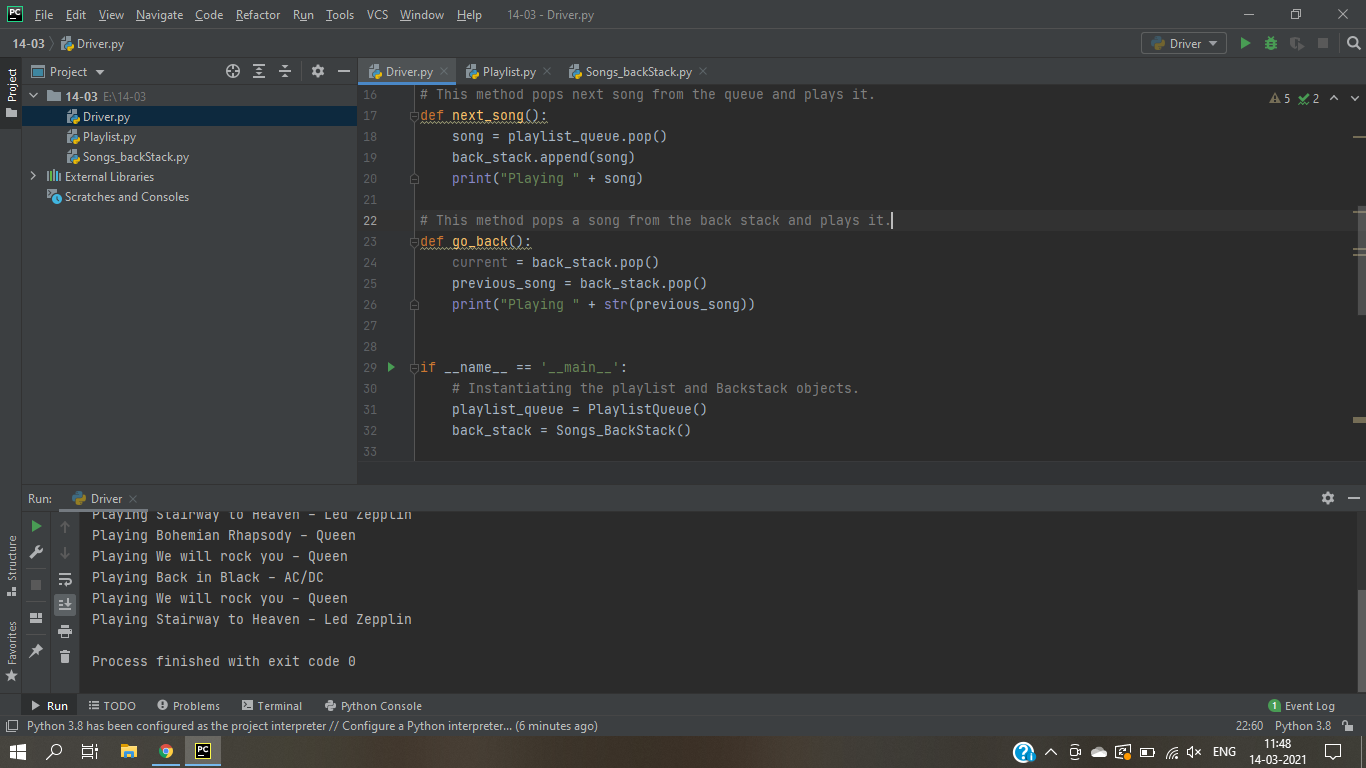 PC File Edit View Navigate Code Refactor Run Tools VCS Window Help 14-03 - Driver.py
14-03 Driver.py Driver
Project
Project
Driver.py Playlist.py Songs_backStack.py
14-03 E:\14-03
Driver.py
Playlist.py
Songs_backStack.py
External Libraries
Scratches and Consoles
5 2
16 # This method pops next song from the queue and plays it.
17 def next_song():
18 song = playlist_queue.pop()
19 back_stack.append(song)
20 print("Playing " + song)
21
22 # This method pops a song from the back stack and plays it.
23 def go_back():
24 current = back_stack.pop()
25 previous_song = back_stack.pop()
26 print("Playing " + str(previous_song))
27
28
29 if __name__ == '__main__':
30 # Instantiating the playlist and Backstack objects.
31 playlist_queue = PlaylistQueue()
32 back_stack = Songs_BackStack()
33
Run: Driver
Playing Stairway to Heaven - Led Zepplin
Playing Bohemian Rhapsody - Queen
Playing We will rock you - Queen
Playing Back in Black - AC/DC
Playing We will rock you - Queen
Playing Stairway to Heaven - Led Zepplin
Process finished with exit code 0
Structure
Favorites
Run TODO Problems Terminal Python Console 1 Event Log
Python 3.8 has been configured as the project interpreter // Configure a Python interpreter... (6 minutes ago) 22:60 Python 3.8
PC ? ENG 11:48
14-03-2021